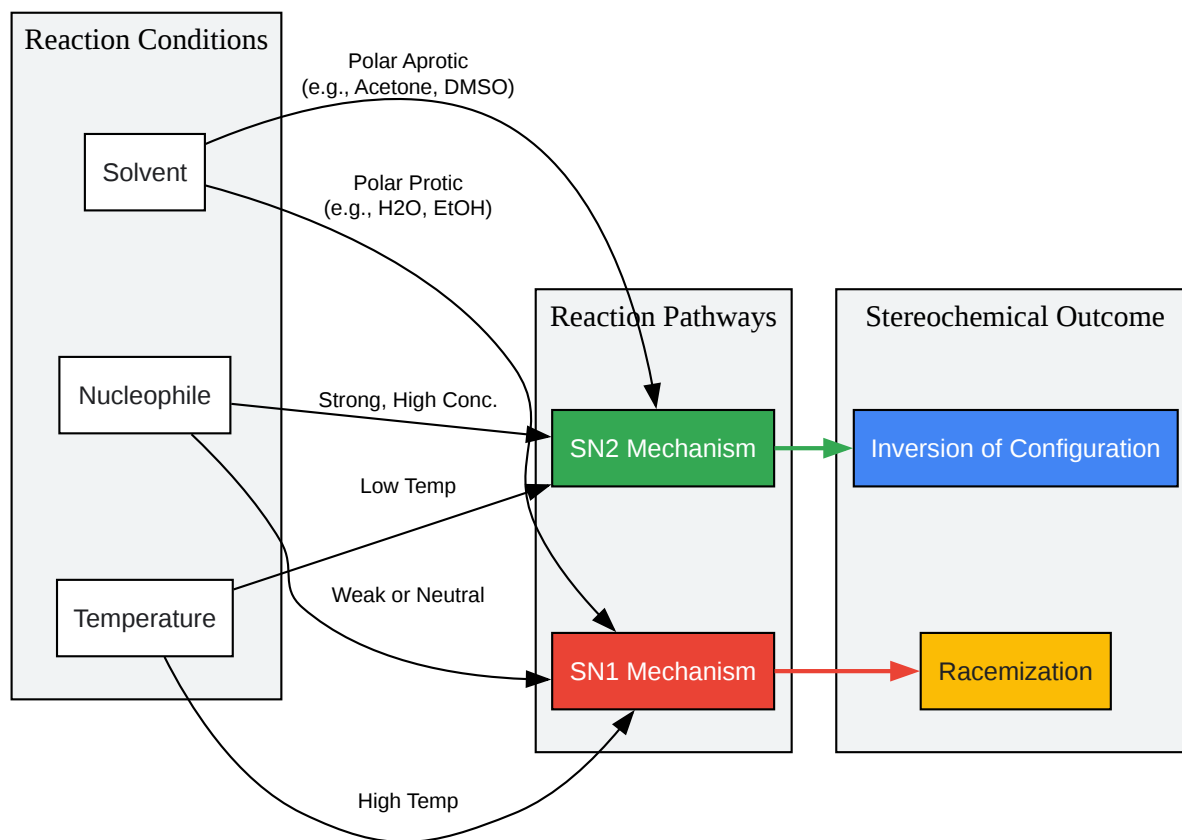 Reaction Conditions
Polar Aprotic
(e.g., Acetone, DMSO)
Solvent
Polar Protic
(e.g., H2O, EtOH)
Reaction Pathways
Stereochemical Outcome
Nucleophile
Strong, High Conc.
SN2 Mechanism
Inversion of Configuration
Low Temp
Temperature
Weak or Neutral
SN1 Mechanism
Racemization
High Temp